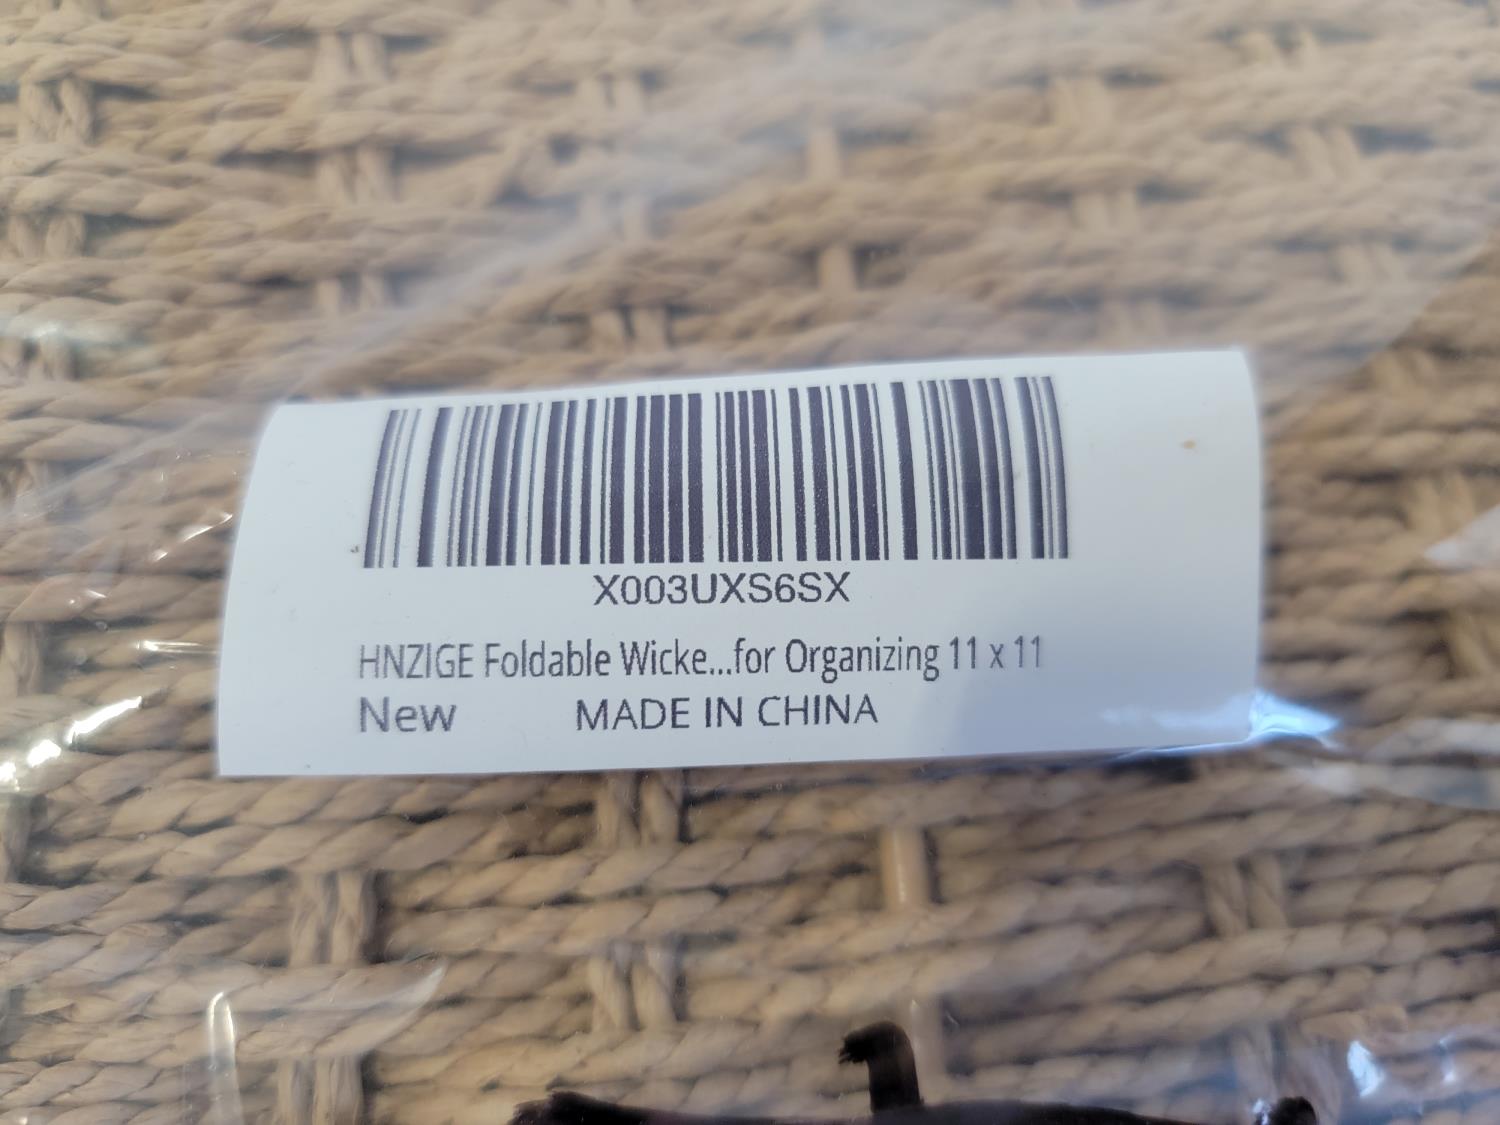 X003UXS6SX
HNZIGE Foldable Wicke...for Organizing 11 x 11
New MADE IN CHINA